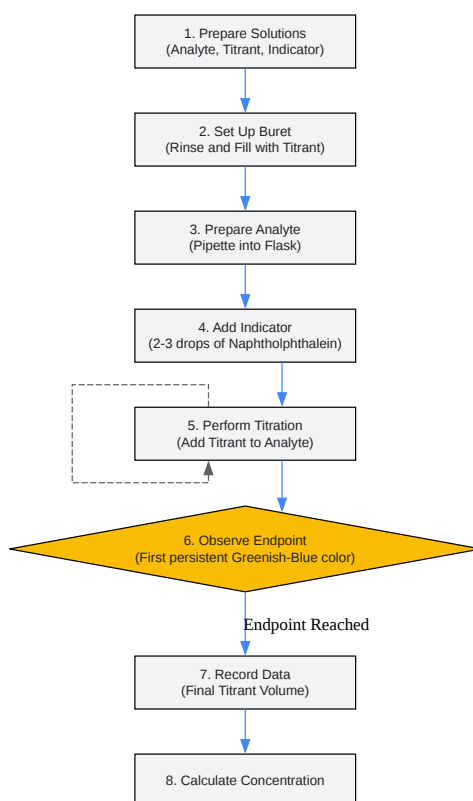 1. Prepare Solutions
(Analyte, Titrant, Indicator)
2. Set Up Buret
(Rinse and Fill with Titrant)
3. Prepare Analyte
(Pipette into Flask)
4. Add Indicator
(2-3 drops of Naphtholphthalein)
5. Perform Titration
(Add Titrant to Analyte)
6. Observe Endpoint
(First persistent Greenish-Blue color)
Endpoint Reached
7. Record Data
(Final Titrant Volume)
8. Calculate Concentration